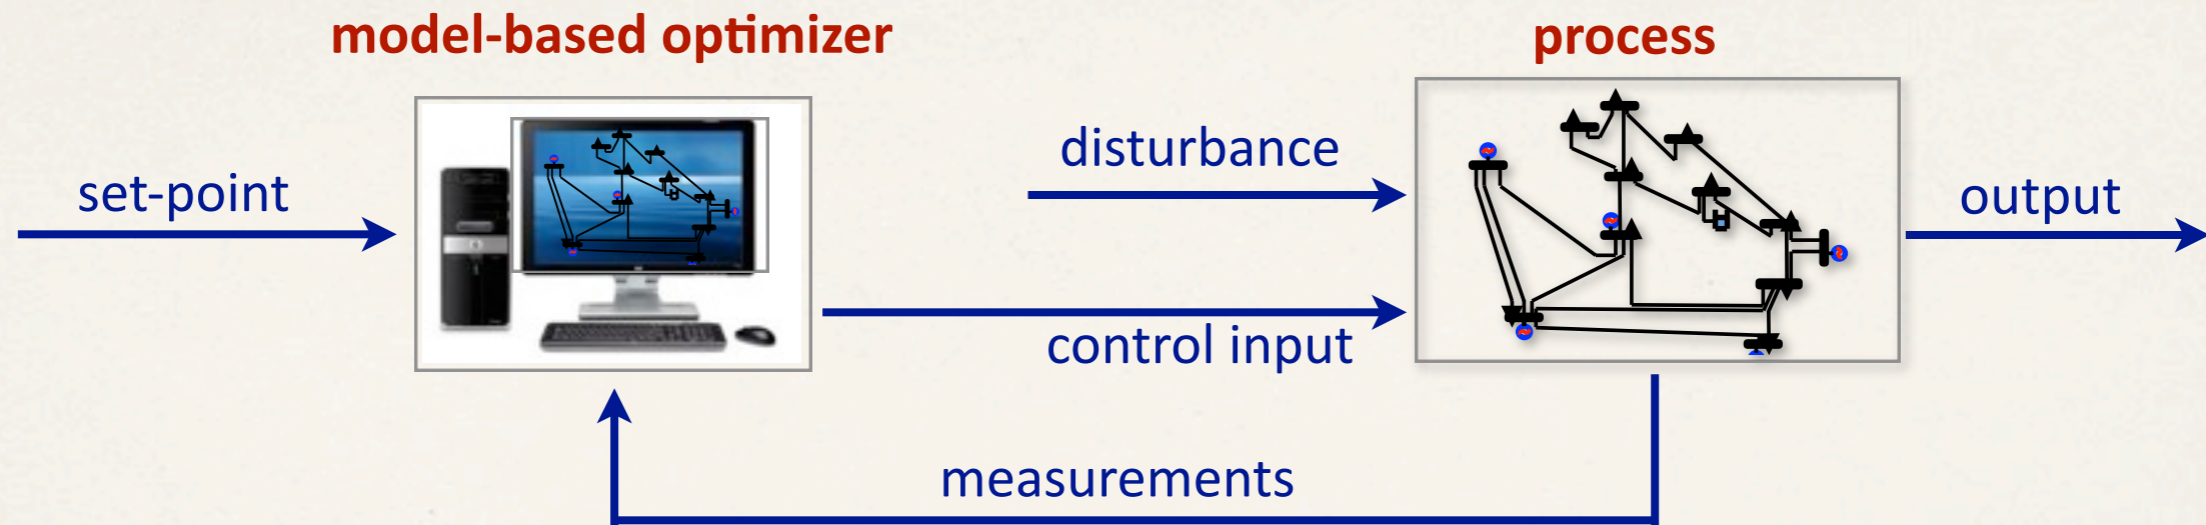 model-based optimizer
process
set-point
disturbance
control input
output
measurements